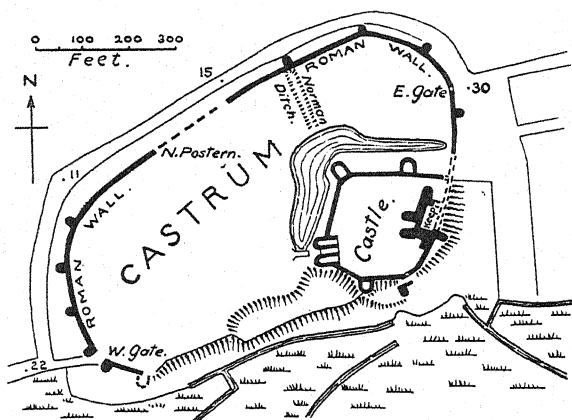 0 100 200 300
Feet.
N
15
ROMAN WALL.
Norman
Ditch.
E. Gate
.30
N. Postern.
.11
CASTRŪM
WALL.
ROMAN
Castle.
Keep
W. gate.
.22